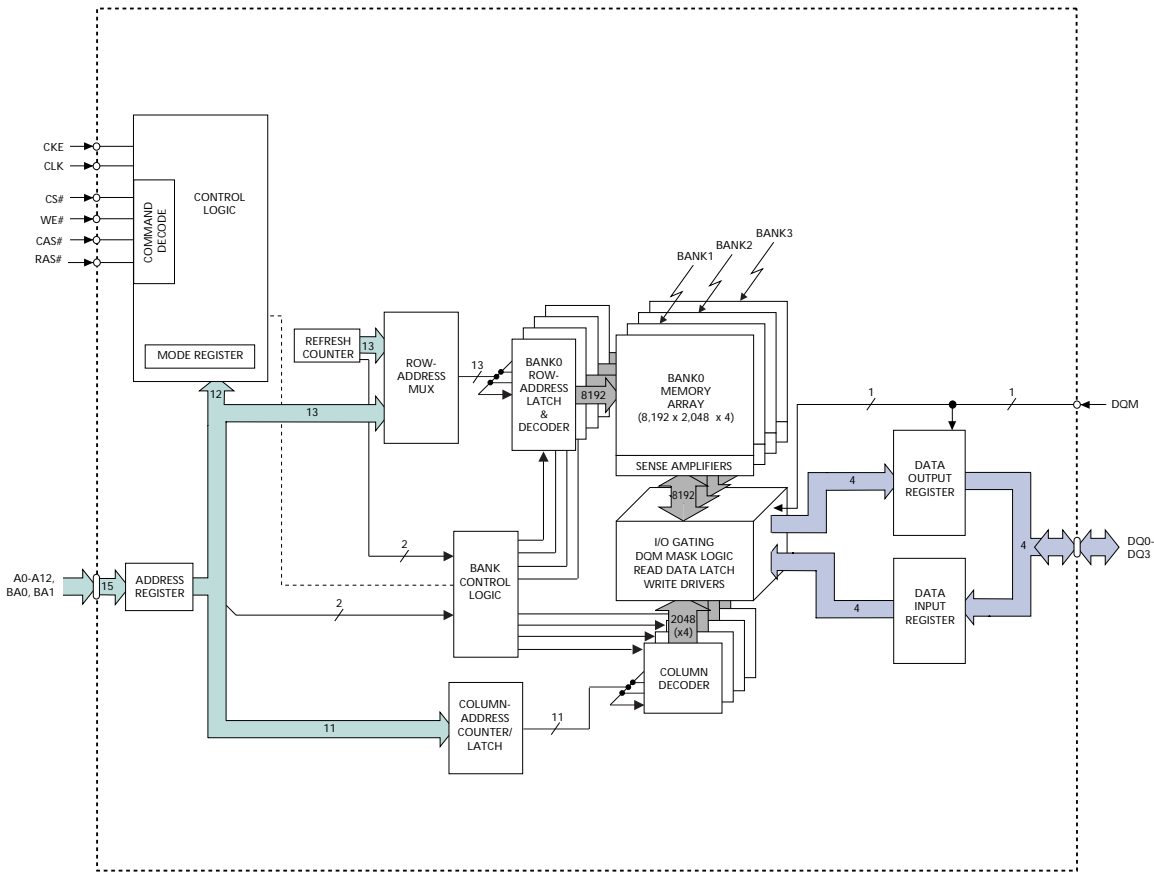 CKE
CLK
CS#
WE#
CAS#
RAS#
COMMAND
DECODE
CONTROL
LOGIC
MODE REGISTER
12
REFRESH
COUNTER
13
13
ROW-
ADDRESS
MUX
13
BANK0
ROW-
ADDRESS
LATCH
&
DECODER
8192
BANK1
BANK2
BANK3
BANK0
MEMORY
ARRAY
(8,192 x 2,048 x 4)
SENSE AMPLIFIERS
8192
I/O GATING
DQM MASK LOGIC
READ DATA LATCH
WRITE DRIVERS
2048
(x4)
COLUMN
DECODER
1
1
DQM
DATA
OUTPUT
REGISTER
4
4
DQ0-
DQ3
DATA
INPUT
REGISTER
4
A0-A12,
BA0, BA1
15
ADDRESS
REGISTER
2
2
BANK
CONTROL
LOGIC
11
COLUMN-
ADDRESS
COUNTER/
LATCH
11